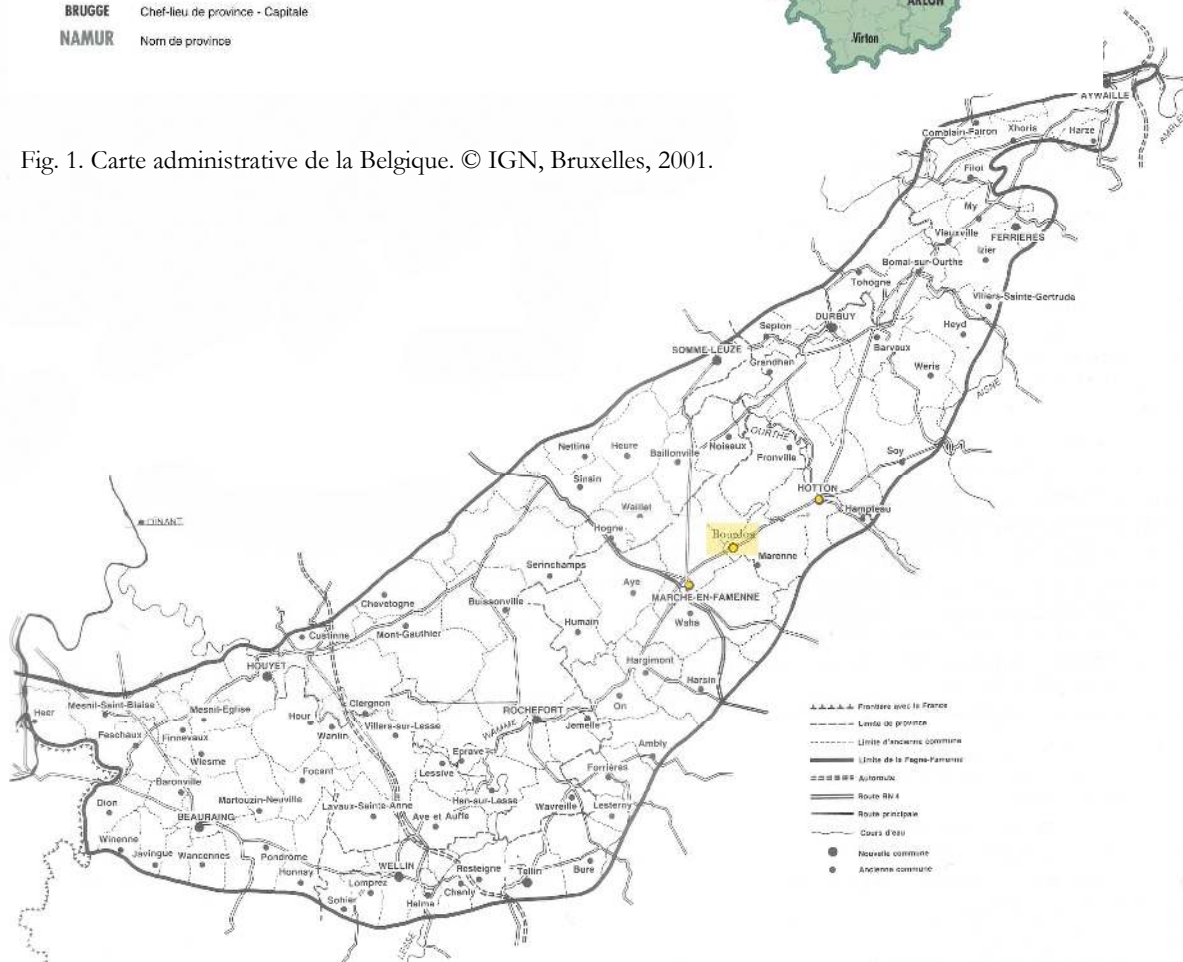 BRUGGE Chef-lieu de province - Capitale
NAMUR Nom de province
ARLON
Virton
Fig. 1. Carte administrative de la Belgique. © IGN, Bruxelles, 2001.
AYWAILLE
Comblain-Fairon
Xhoris
Harze
Filot
My
Vieuxville
FERRIERES
Izier
Bomal-sur-Ourthe
Tohogne
Villers-Sainte-Gertrude
DURBUY
Septon
Heyd
SOMME-LEUZE
Barvaux
Grendhan
Weris
AISNE
OURTHE
Nettine
Heure
Noiseux
Baillonville
Fronville
Soy
Sinsin
HOTTON
Waillet
Hampteau
DINANT
Hogne
Bourdon
Marenne
Serinchamps
Aye
MARCHE-EN-FAMENNE
Chevetogne
Buissonville
Waha
Humain
Custinne
Mont-Gauthier
HOUYET
Hargimont
Harsin
Mesnil-Saint-Blaise
Mesnil-Eglise
Clergnon
On
Heer
Hour
ROCHEFORT
Villers-sur-Lesse
WAMME
Jemelle
Feschaux
Finnevaux
Wanlin
Ambly
Wiesme
Eprave
Focant
Lessive
Forrières
Baronville
Martouzin-Neuville
Lavaux-Sainte-Anne
Han-sur-Lesse
Wavreille
Lesterny
Dion
BEAURAING
Ave et Auffe
Winenne
Javingue
Wancennes
Pondrôme
WELLIN
Resteigne
Tellin
Bure
Honnay
Lomprez
Chanly
Sohier
Halma
LESSE
Frontière avec la France
Limite de province
Limite d'ancienne commune
Limite de la Fagne-Famenne
Autoroute
Route RN 4
Route principale
Cours d'eau
Nouvelle commune
Ancienne commune